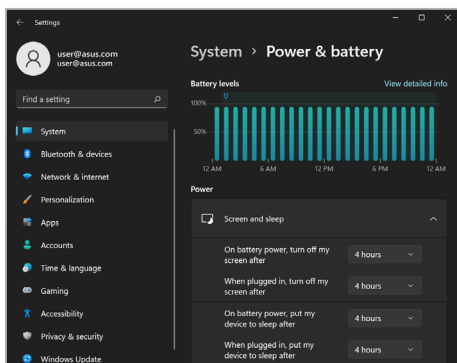 Settings
user@asus.com
user@asus.com
Find a setting
System
Bluetooth & devices
Network & internet
Personalization
Apps
Accounts
Time & language
Gaming
Accessibility
Privacy & security
Windows Update
System > Power & battery
Battery levels
View detailed info
100%
50%
12 AM 6 AM 12 PM 6 PM 12 AM
Power
Screen and sleep
On battery power, turn off my
screen after
4 hours
When plugged in, turn off my
screen after
4 hours
On battery power, put my
device to sleep after
4 hours
When plugged in, put my
device to sleep after
4 hours